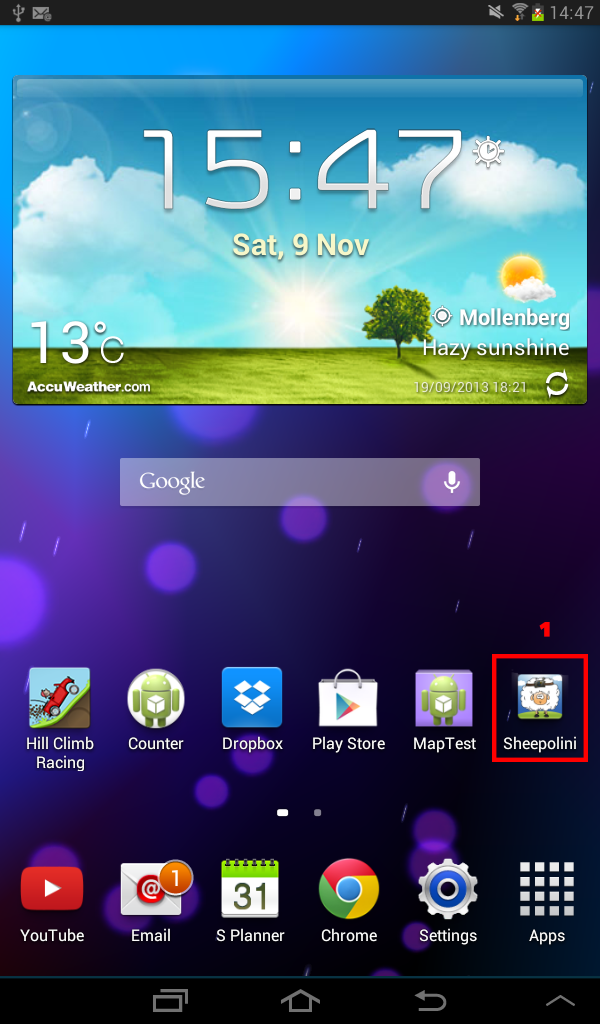 14:47
15:47
Sat, 9 Nov
Mollenberg
13°C
Hazy sunshine
AccuWeather.com
19/09/2013 18:21
Google
1
Hill Climb
Racing
Counter
Dropbox
Play Store
MapTest
Sheepolini
@
1
31
YouTube
Email
S Planner
Chrome
Settings
Apps